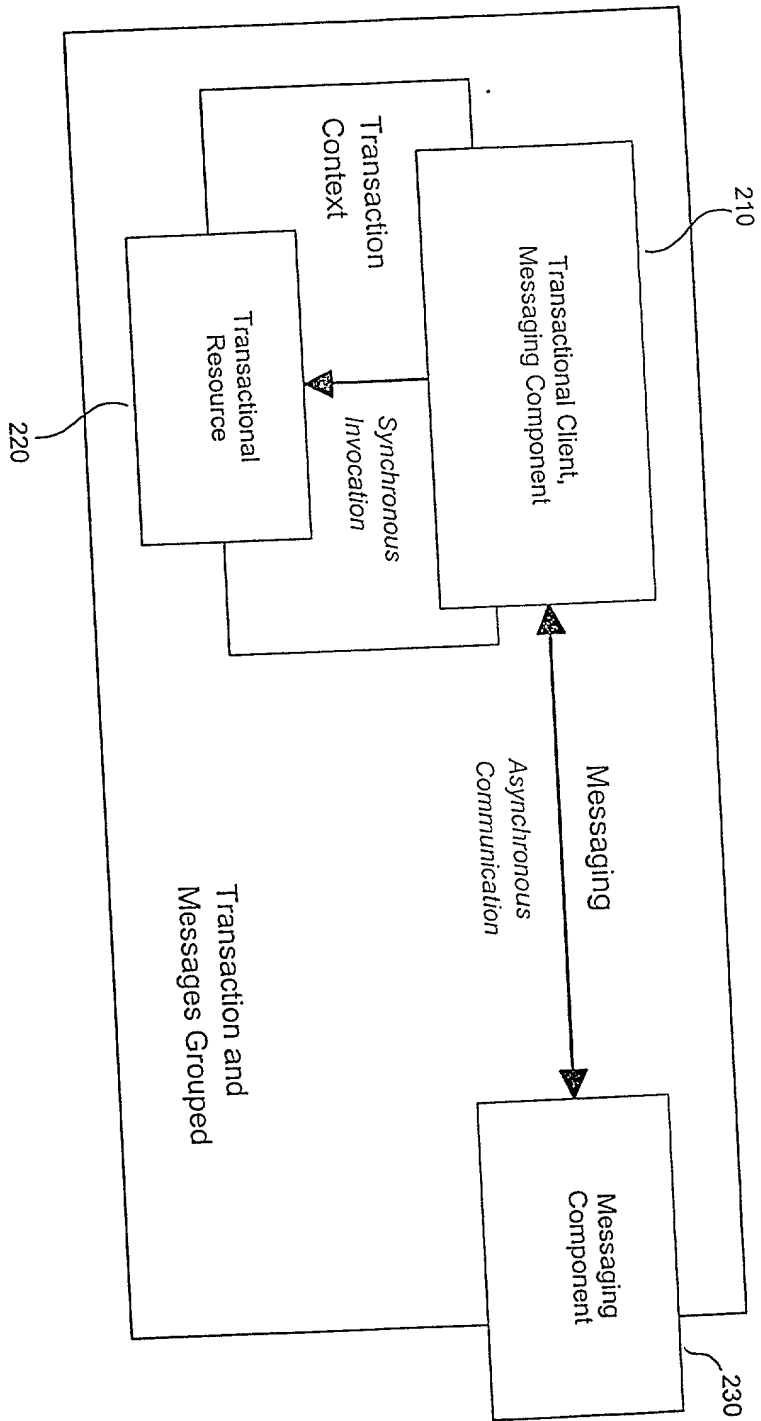 210
Transactional Client,
Messaging Component
Messaging
Asynchronous
Communication
Messaging
Component
230
Transaction
Context
Synchronous
Invocation
Transactional
Resource
220
Transaction and
Messages Grouped